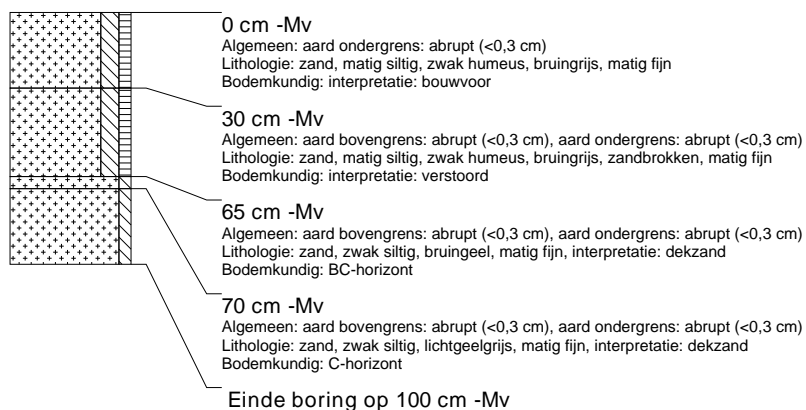 0 cm -Mv
Algemeen: aard ondergrens: abrupt (<0,3 cm)
Lithologie: zand, matig siltig, zwak humeus, bruingrijs, matig fijn
Bodemkundig: interpretatie: bouwvoor
30 cm -Mv
Algemeen: aard bovengrens: abrupt (<0,3 cm), aard ondergrens: abrupt (<0,3 cm)
Lithologie: zand, matig siltig, zwak humeus, bruingrijs, zandbrokken, matig fijn
Bodemkundig: interpretatie: verstoord
65 cm -Mv
Algemeen: aard bovengrens: abrupt (<0,3 cm), aard ondergrens: abrupt (<0,3 cm)
Lithologie: zand, zwak siltig, bruingeel, matig fijn, interpretatie: dekzand
Bodemkundig: BC-horizont
70 cm -Mv
Algemeen: aard bovengrens: abrupt (<0,3 cm), aard ondergrens: abrupt (<0,3 cm)
Lithologie: zand, zwak siltig, lichtgeelgrijs, matig fijn, interpretatie: dekzand
Bodemkundig: C-horizont
Einde boring op 100 cm -Mv